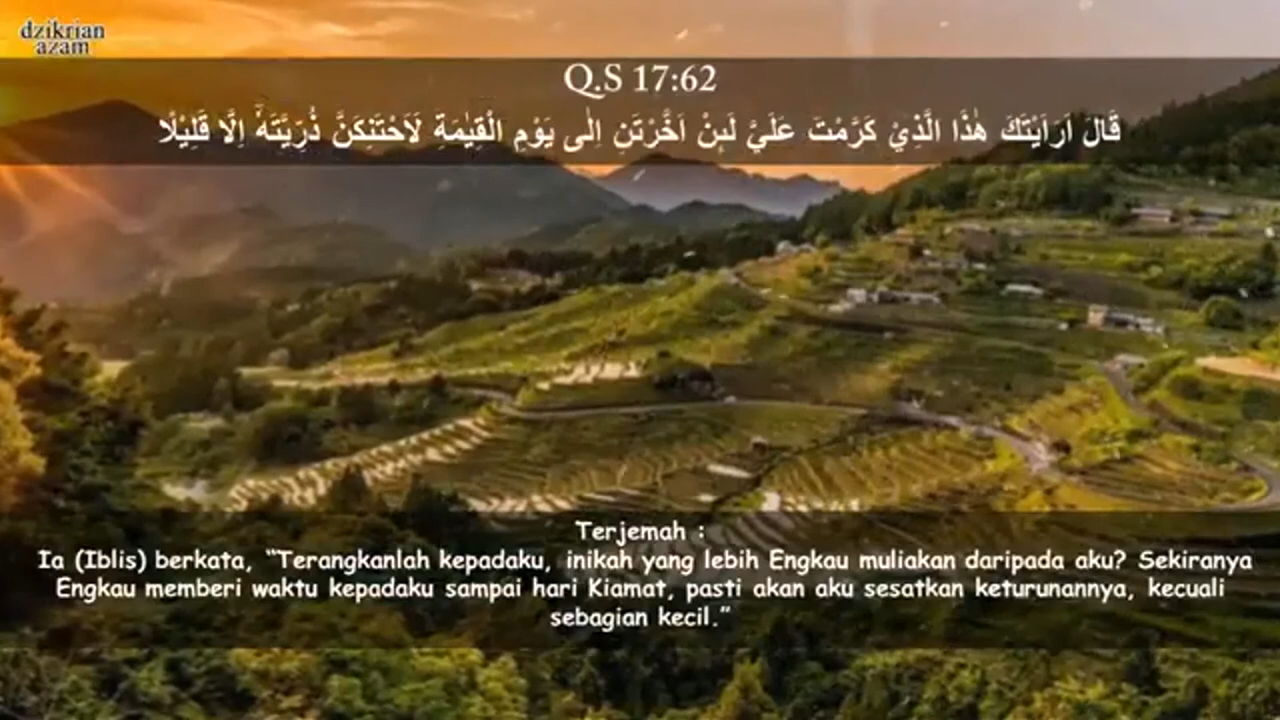 dzikrian
azam
Q.S 17:62
قَالَ اَرَاَيْتَكَ هٰذَا الَّذِيْ كَرَّمْتَ عَلَيَّ لَىِٕنْ اَخَّرْتَنِ اِلٰى يَوْمِ الْقِيٰمَةِ لَاَحْتَنِكَنَّ ذُرِّيَّتَهٗٓ اِلَّا قَلِيْلًا
Terjemah :
Ia (Iblis) berkata, “Terangkanlah kepadaku, inikah yang lebih Engkau muliakan daripada aku? Sekiranya
Engkau memberi waktu kepadaku sampai hari Kiamat, pasti akan aku sesatkan keturunannya, kecuali
sebagian kecil.”